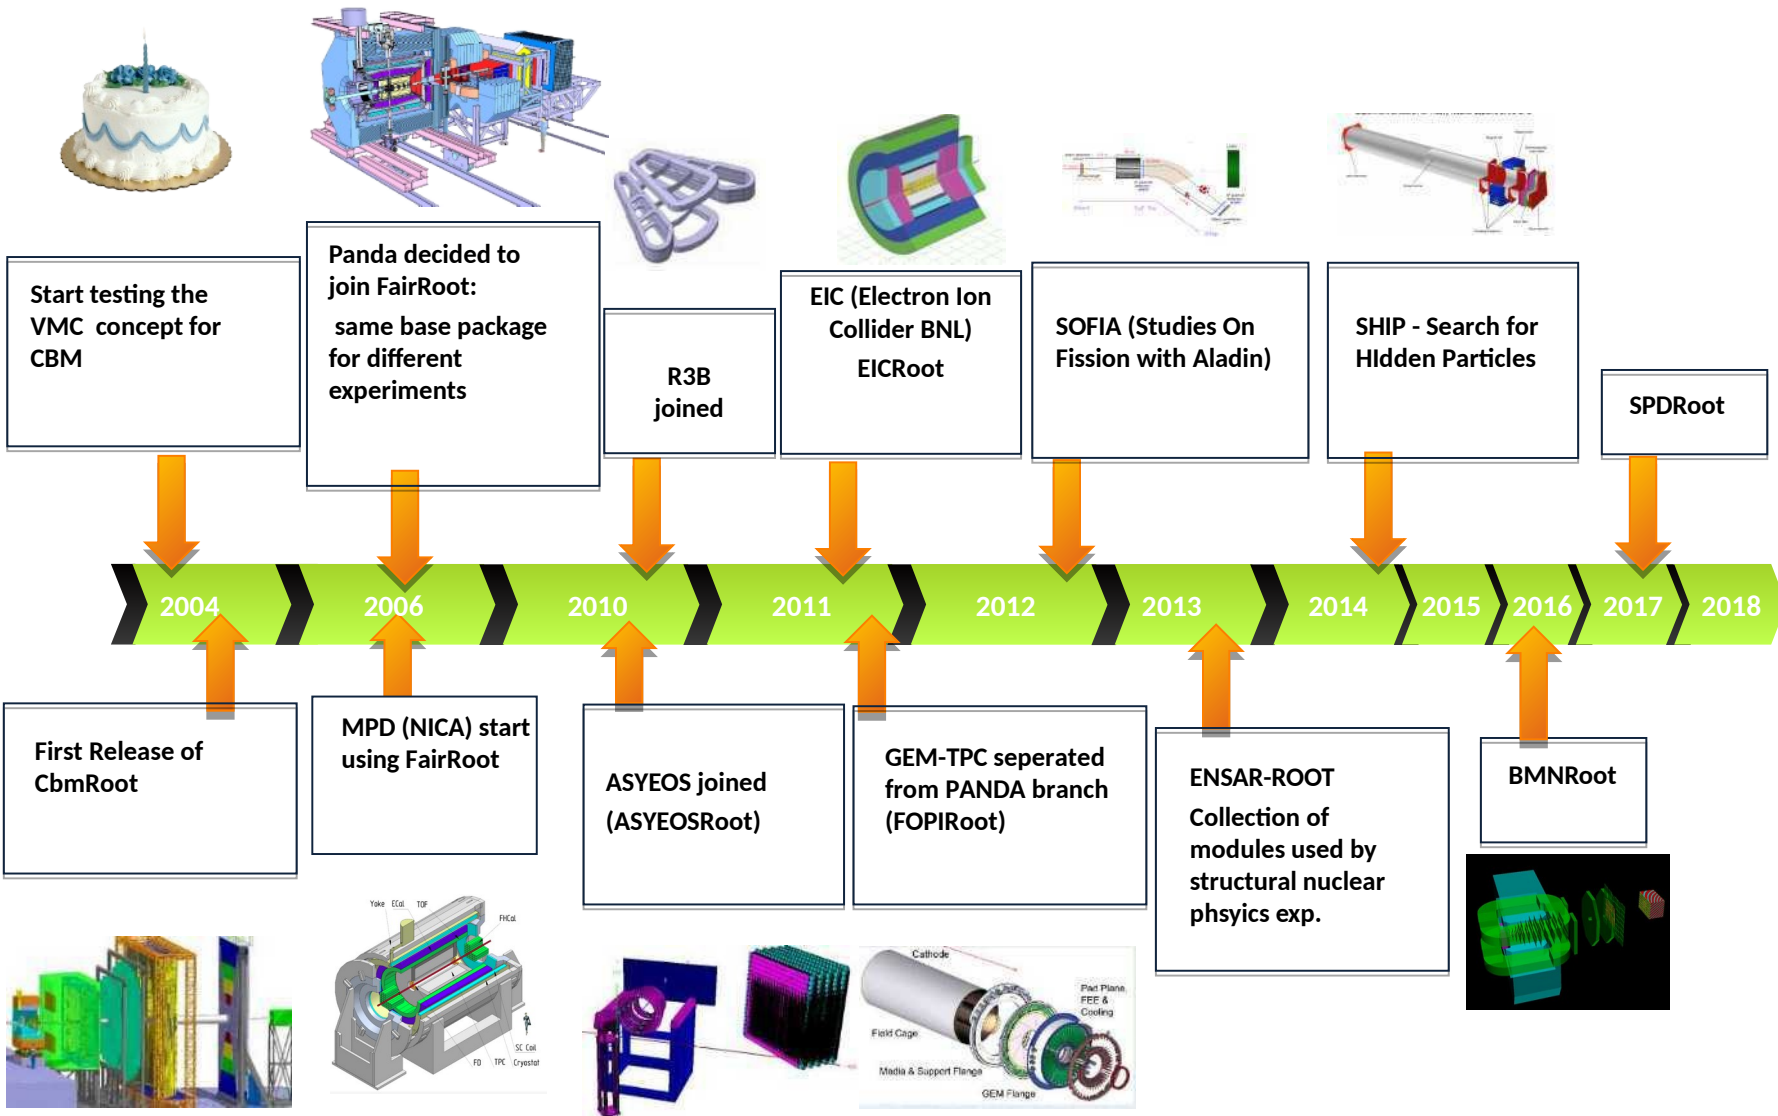 Start testing the
VMC concept for
CBM
Panda decided to
join FairRoot:
same base package
for different
experiments
R3B
joined
EIC (Electron Ion
Collider BNL)
EICRoot
SOFIA (Studies On
Fission with Aladin)
SHIP - Search for
HIdden Particles
SPDRoot
2004
2006
2010
2011
2012
2013
2014
2015
2016
2017
2018
First Release of
CbmRoot
MPD (NICA) start
using FairRoot
ASYEOS joined
(ASYEOSRoot)
GEM-TPC seperated
from PANDA branch
(FOPIRoot)
ENSAR-ROOT
Collection of
modules used by
structural nuclear
phsyics exp.
BMNRoot
Yoke
ECal
TOF
FHCal
SC Coil
Cryostat
TPC
FD
Cathode
Pad Plane,
FEE &
Cooling
Field Cage
Media & Support Flange
GEM Flange